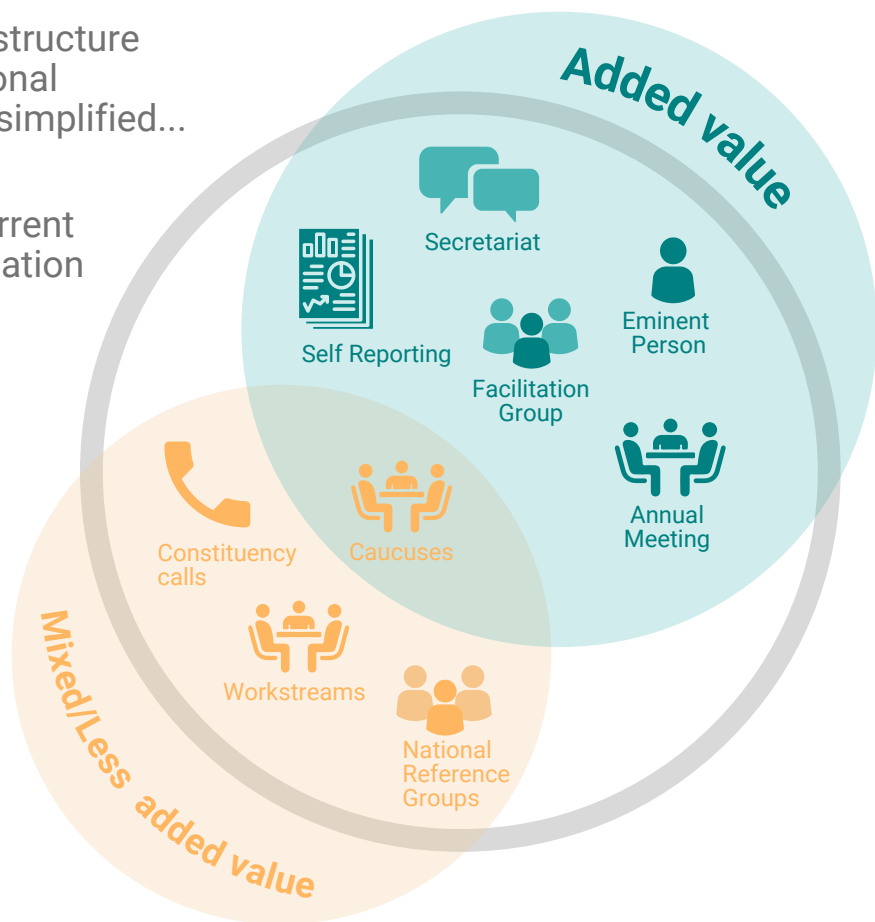 structure
onal
simplified...
rrent
ation
Added value
Secretariat
Self Reporting
Eminent
Person
Facilitation
Group
Annual
Meeting
Constituency
calls
Caucuses
Workstreams
National
Reference
Groups
Mixed/Less added value